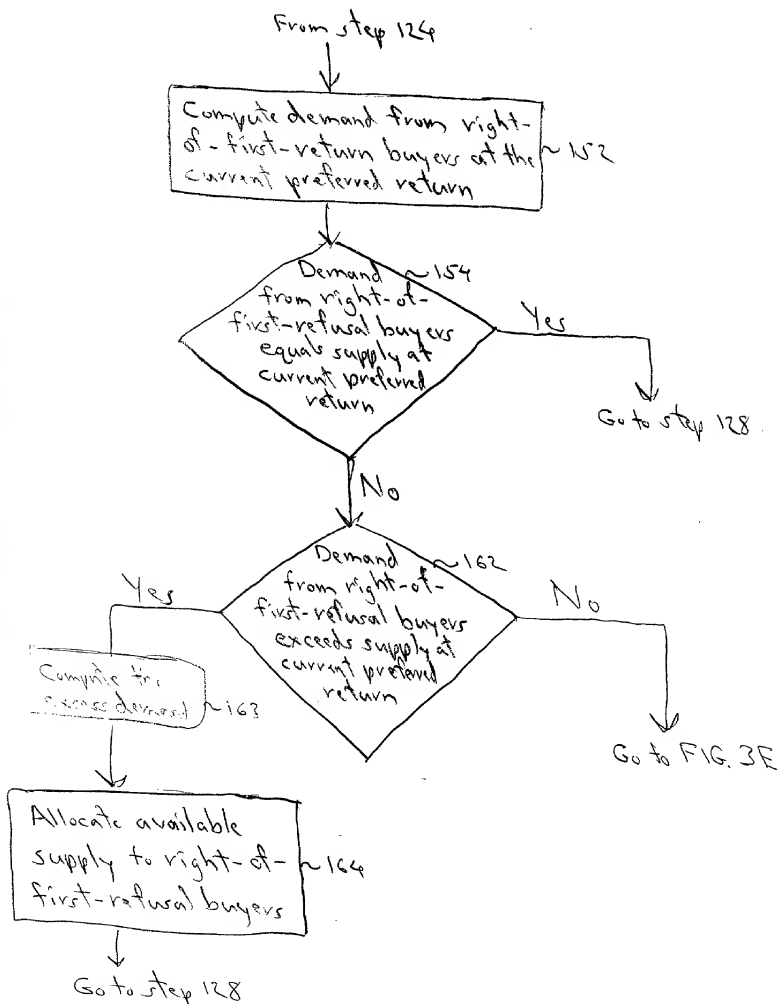 From step 124
Compute demand from right-
of-first-return buyers at the
current preferred return
~152
Demand
from right-of-
first-refusal buyers
equals supply at
current preferred
return
~154
Yes
Go to step 128
No
Demand
from right-of-
first-refusal buyers
exceeds supply at
current preferred
return
~162
Yes
No
Compute
excess demand
~163
Go to FIG. 3E
Allocate available
supply to right-of-
first-refusal buyers
~164
Go to step 128